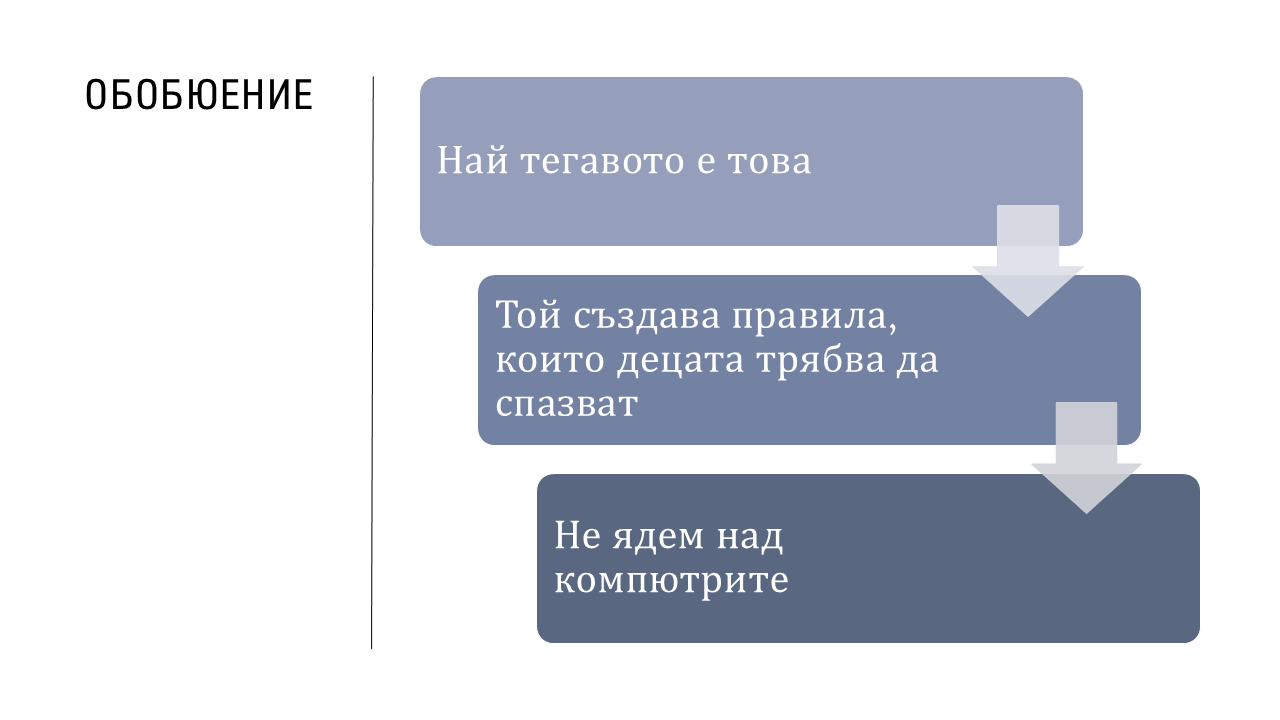 ОБОБЮЕНИЕ
Най тегавото е това
Той създава правила,
които децата трябва да
спазват
Не ядем над
компютрите